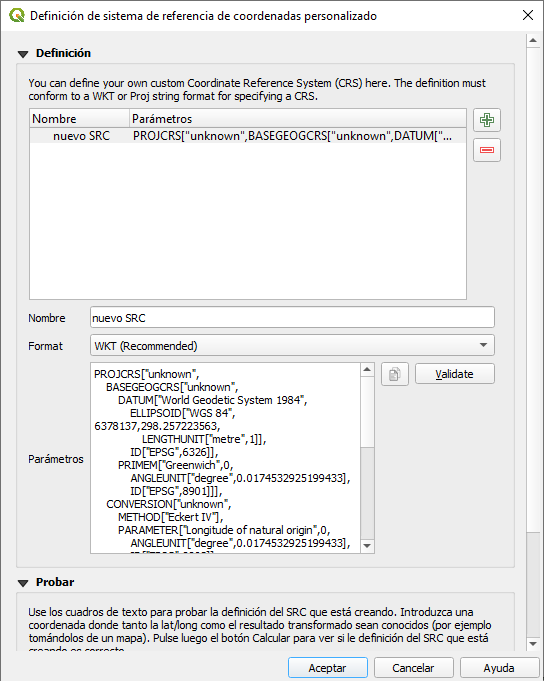 Definición de sistema de referencia de coordenadas personalizado
Definición
You can define your own custom Coordinate Reference System (CRS) here. The definition must
conform to a WKT or Proj string format for specifying a CRS.
Nombre Parámetros
nuevo SRC PROJCRS["unknown",BASEGEOGCRS["unknown",DATUM["...
Nombre nuevo SRC
Format WKT (Recommended)
Validate
Parámetros
PROJCRS["unknown",
BASEGEOGCRS["unknown",
DATUM["World Geodetic System 1984",
ELLIPSOID["WGS 84",
6378137,298.257223563,
LENGTHUNIT["metre",1]],
ID["EPSG",6326]],
PRIMEM["Greenwich",0,
ANGLEUNIT["degree",0.0174532925199433],
ID["EPSG",8901]]],
CONVERSION["unknown",
METHOD["Eckert IV"],
PARAMETER["Longitude of natural origin",0,
ANGLEUNIT["degree",0.0174532925199433],
Probar
Use los cuadros de texto para probar la definición del SRC que está creando. Introduzca una
coordenada donde tanto la lat/long como el resultado transformado sean conocidos (por ejemplo
tomándolos de un mapa). Pulse luego el botón Calcular para ver si le definición del SRC que está
creando es correcto.
Aceptar Cancelar Ayuda